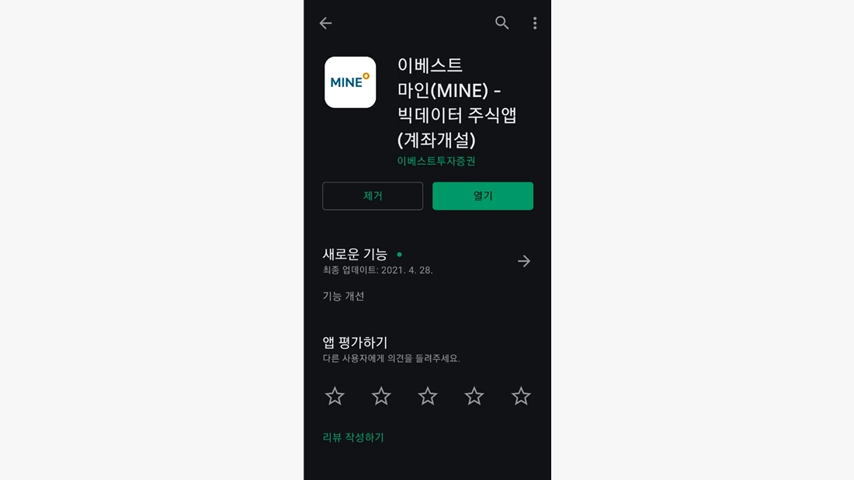 MINE
이베스트
마인(MINE) -
빅데이터 주식앱
(계좌개설)
이베스트투자증권
제거
열기
새로운 기능
최종 업데이트: 2021. 4. 28.
기능 개선
앱 평가하기
다른 사용자에게 의견을 들려주세요.
리뷰 작성하기